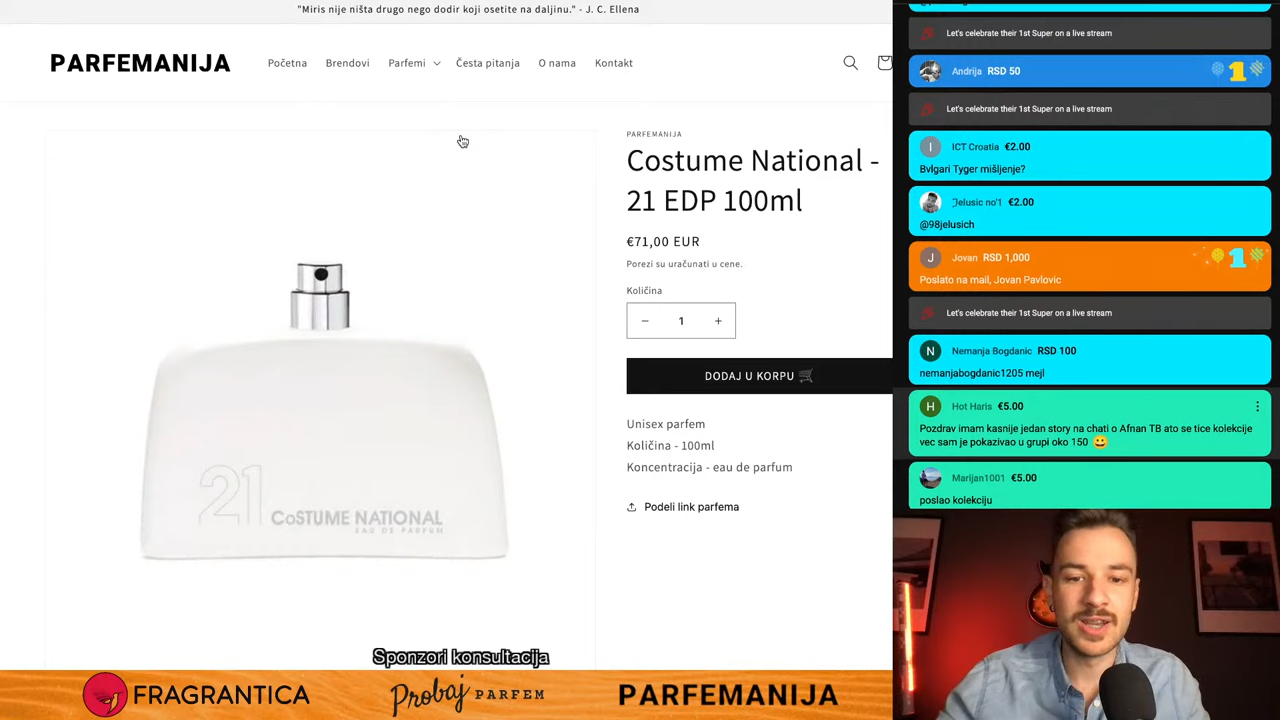 "Miris nije ništa drugo nego dodir koji osetite na daljinu." - J. C. Ellena
PARFEMANIJA
Početna
Brendovi
Parfemi
Česta pitanja
O nama
Kontakt
PARFEMANIJA
Costume National -
21 EDP 100ml
€71,00 EUR
Porezi su uračunati u cene.
Količina
− 1 +
DODAJ U KORPU 🛒
Unisex parfem
Količina - 100ml
Koncentracija - eau de parfum
Podeli link parfema
21 CoSTUME NATIONAL
EAU DE PARFUM
Sponzori konsultacija
FRAGRANTICA
Probaj PARFEM
PARFEMANIJA
Let's celebrate their 1st Super on a live stream
Andrija RSD 50
1
Let's celebrate their 1st Super on a live stream
I ICT Croatia €2.00
Bvlgari Tyger mišljenje?
Jelusic no'1 €2.00
@98jelusich
J Jovan RSD 1,000
1
Poslato na mail, Jovan Pavlovic
Let's celebrate their 1st Super on a live stream
N Nemanja Bogdanic RSD 100
nemanjabogdanic1205 mejl
H Hot Haris €5.00
Pozdrav imam kasnije jedan story na chati o Afnan TB ato se tice kolekcije
vec sam je pokazivao u grupi oko 150 😀
Marijan1001 €5.00
poslao kolekciju